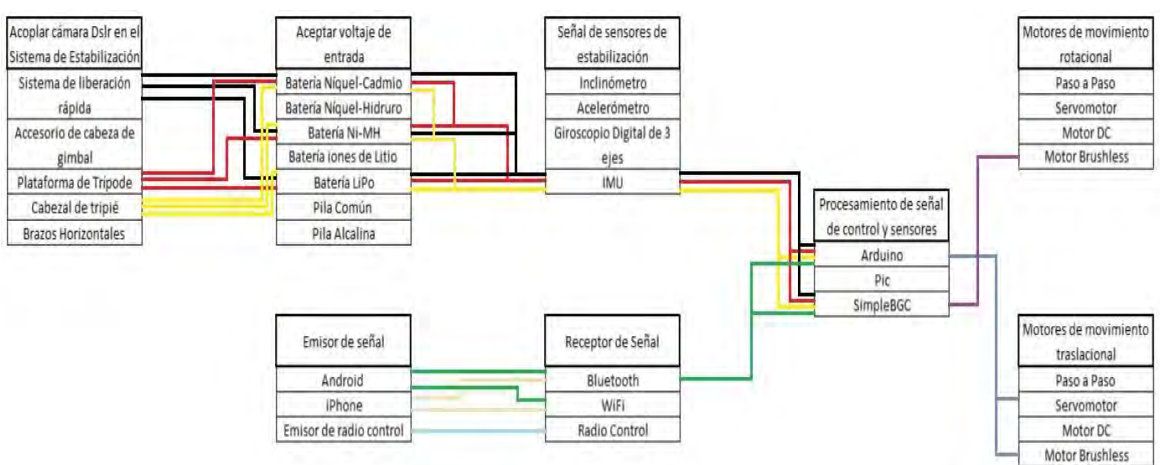 Acoplar cámara Dslr en el
Sistema de Estabilización
Sistema de liberación
rápida
Accesorio de cabeza de
gimbal
Plataforma de Trípode
Cabezal de tripié
Brazos Horizontales
Aceptar voltaje de
entrada
Batería Níquel-Cadmio
Batería Níquel-Hidruro
Batería Ni-MH
Batería iones de Litio
Batería LiPo
Pila Común
Pila Alcalina
Señal de sensores de
estabilización
Inclinómetro
Acelerómetro
Giroscopio Digital de 3
ejes
IMU
Procesamiento de señal
de control y sensores
Arduino
Pic
SimpleBGC
Motores de movimiento
rotacional
Paso a Paso
Servomotor
Motor DC
Motor Brushless
Emisor de señal
Android
iPhone
Emisor de radio control
Receptor de Señal
Bluetooth
WiFi
Radio Control
Motores de movimiento
traslacional
Paso a Paso
Servomotor
Motor DC
Motor Brushless